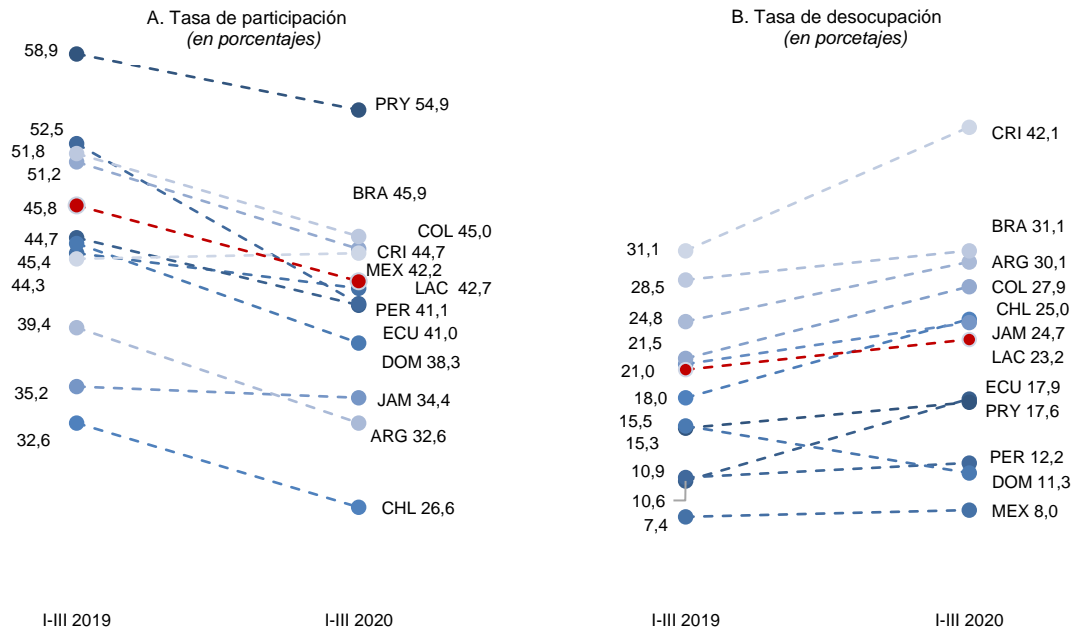 A. Tasa de participación
(en porcentajes)
58,9
52,5
51,8
51,2
45,8
44,7
45,4
44,3
39,4
35,2
32,6
PRY 54,9
BRA 45,9
COL 45,0
CRI 44,7
MEX 42,2
LAC 42,7
PER 41,1
ECU 41,0
DOM 38,3
JAM 34,4
ARG 32,6
CHL 26,6
I-III 2019
I-III 2020
B. Tasa de desocupación
(en porcetajes)
31,1
28,5
24,8
21,5
21,0
18,0
15,5
15,3
10,9
10,6
7,4
CRI 42,1
BRA 31,1
ARG 30,1
COL 27,9
CHL 25,0
JAM 24,7
LAC 23,2
ECU 17,9
PRY 17,6
PER 12,2
DOM 11,3
MEX 8,0
I-III 2019
I-III 2020